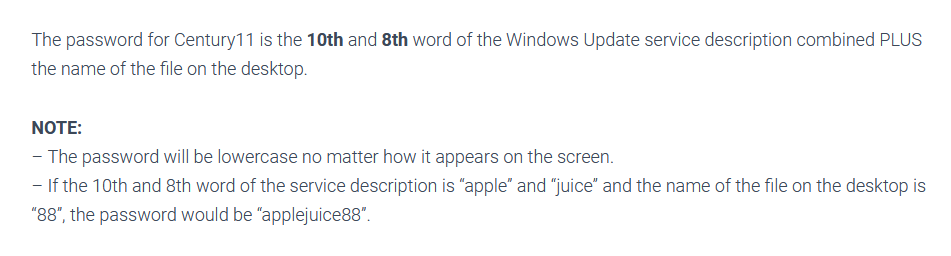 The password for Century11 is the 10th and 8th word of the Windows Update service description combined PLUS
the name of the file on the desktop.
NOTE:
– The password will be lowercase no matter how it appears on the screen.
– If the 10th and 8th word of the service description is “apple” and “juice” and the name of the file on the desktop is
“88”, the password would be “applejuice88”.